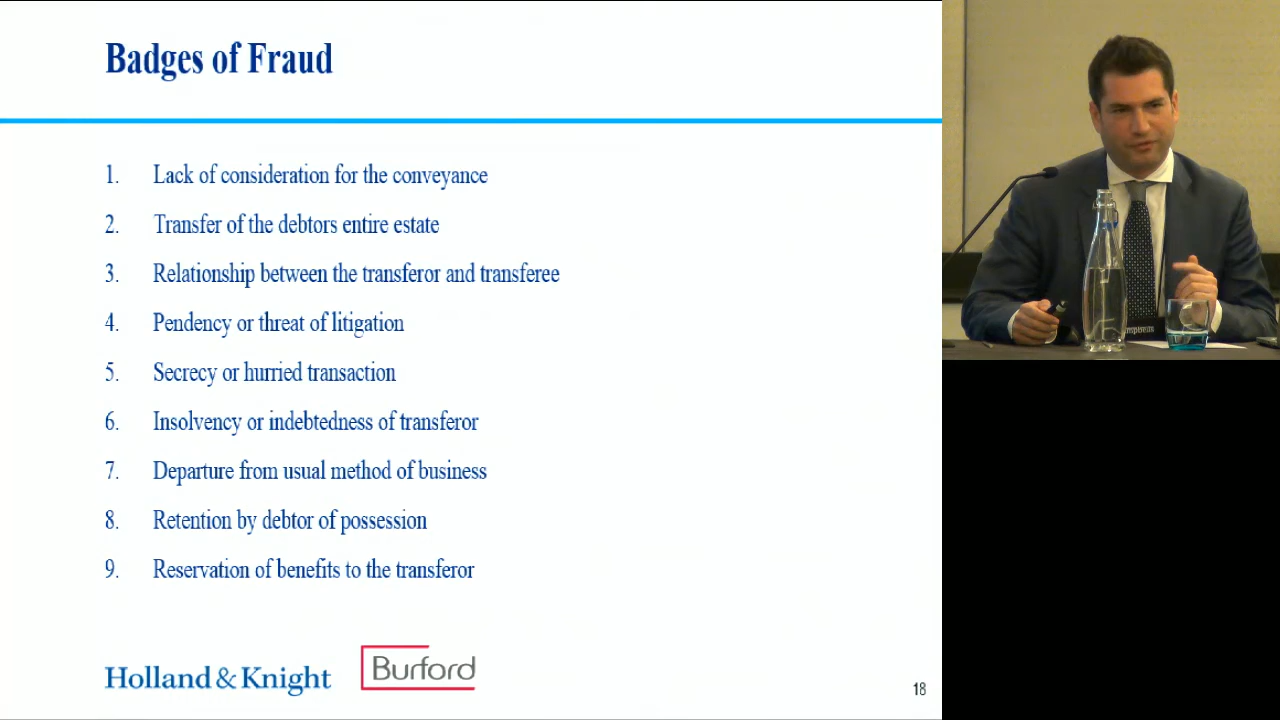 Badges of Fraud
1. Lack of consideration for the conveyance
2. Transfer of the debtors entire estate
3. Relationship between the transferor and transferee
4. Pendency or threat of litigation
5. Secrecy or hurried transaction
6. Insolvency or indebtedness of transferor
7. Departure from usual method of business
8. Retention by debtor of possession
9. Reservation of benefits to the transferor
Holland & Knight
Burford
18